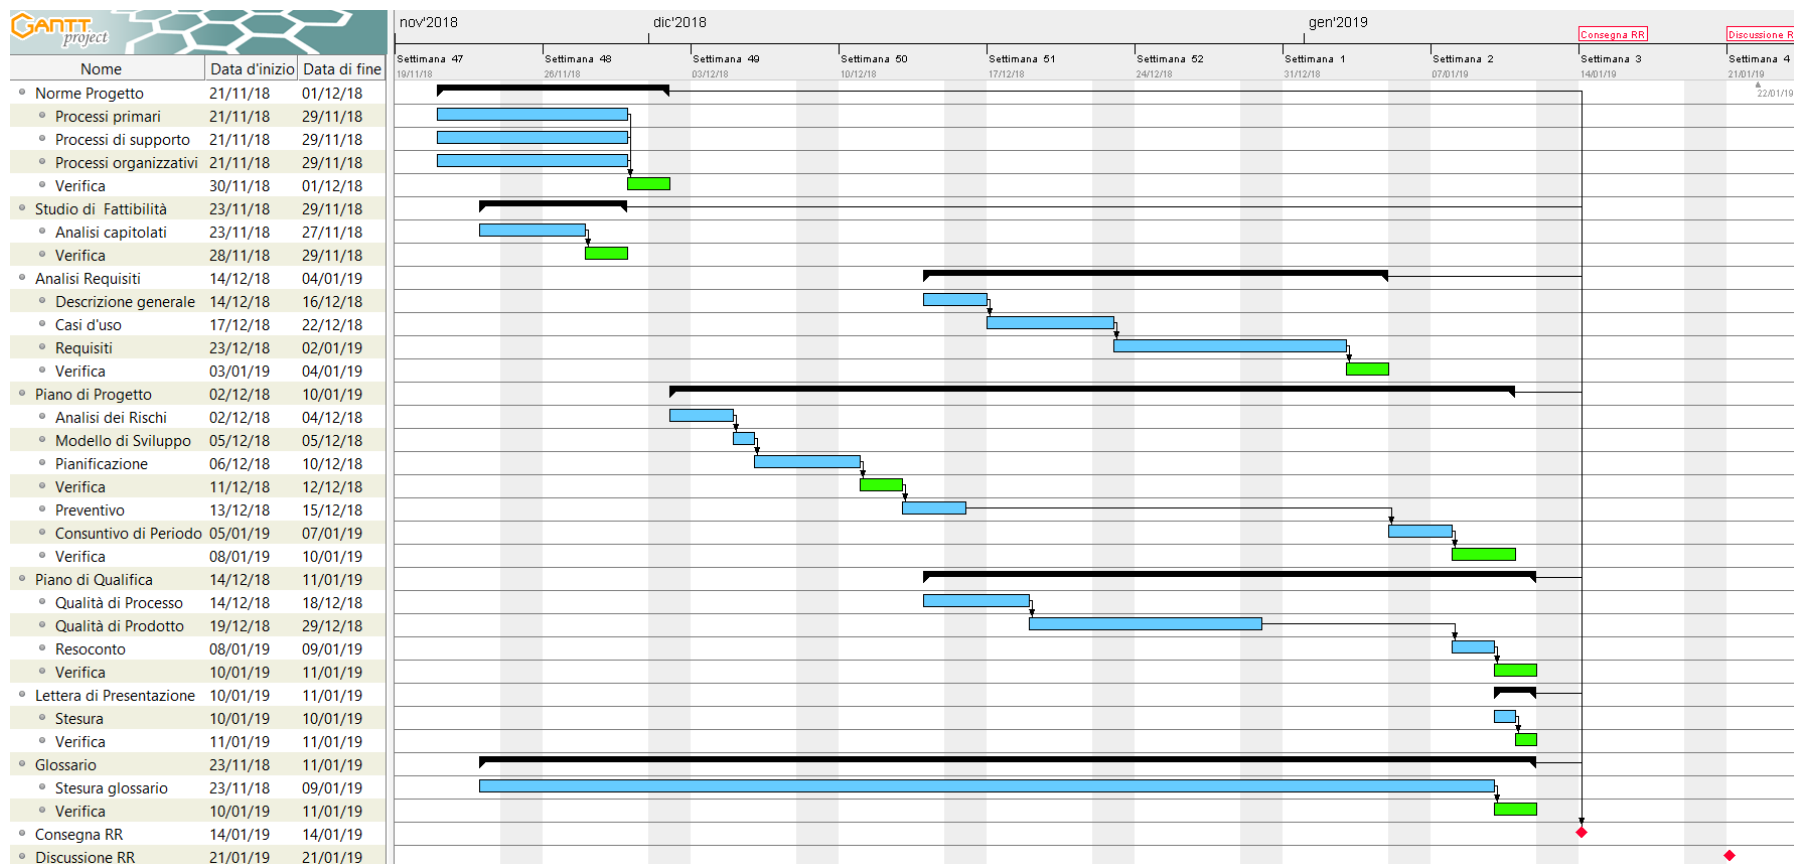 GANTT
project
nov'2018 dic'2018 gen'2019
Consegna RR Discussione R
Settimana 47 Settimana 48 Settimana 49 Settimana 50 Settimana 51 Settimana 52 Settimana 1 Settimana 2 Settimana 3 Settimana 4
19/11/18 26/11/18 03/12/18 10/12/18 17/12/18 24/12/18 31/12/18 07/01/19 14/01/19 21/01/19
22/01/19
Nome Data d'inizio Data di fine
Norme Progetto 21/11/18 01/12/18
Processi primari 21/11/18 29/11/18
Processi di supporto 21/11/18 29/11/18
Processi organizzativi 21/11/18 29/11/18
Verifica 30/11/18 01/12/18
Studio di Fattibilità 23/11/18 29/11/18
Analisi capitolati 23/11/18 27/11/18
Verifica 28/11/18 29/11/18
Analisi Requisiti 14/12/18 04/01/19
Descrizione generale 14/12/18 16/12/18
Casi d'uso 17/12/18 22/12/18
Requisiti 23/12/18 02/01/19
Verifica 03/01/19 04/01/19
Piano di Progetto 02/12/18 10/01/19
Analisi dei Rischi 02/12/18 04/12/18
Modello di Sviluppo 05/12/18 05/12/18
Pianificazione 06/12/18 10/12/18
Verifica 11/12/18 12/12/18
Preventivo 13/12/18 15/12/18
Consuntivo di Periodo 05/01/19 07/01/19
Verifica 08/01/19 10/01/19
Piano di Qualifica 14/12/18 11/01/19
Qualità di Processo 14/12/18 18/12/18
Qualità di Prodotto 19/12/18 29/12/18
Resoconto 08/01/19 09/01/19
Verifica 10/01/19 11/01/19
Lettera di Presentazione 10/01/19 11/01/19
Stesura 10/01/19 10/01/19
Verifica 11/01/19 11/01/19
Glossario 23/11/18 11/01/19
Stesura glossario 23/11/18 09/01/19
Verifica 10/01/19 11/01/19
Consegna RR 14/01/19 14/01/19
Discussione RR 21/01/19 21/01/19